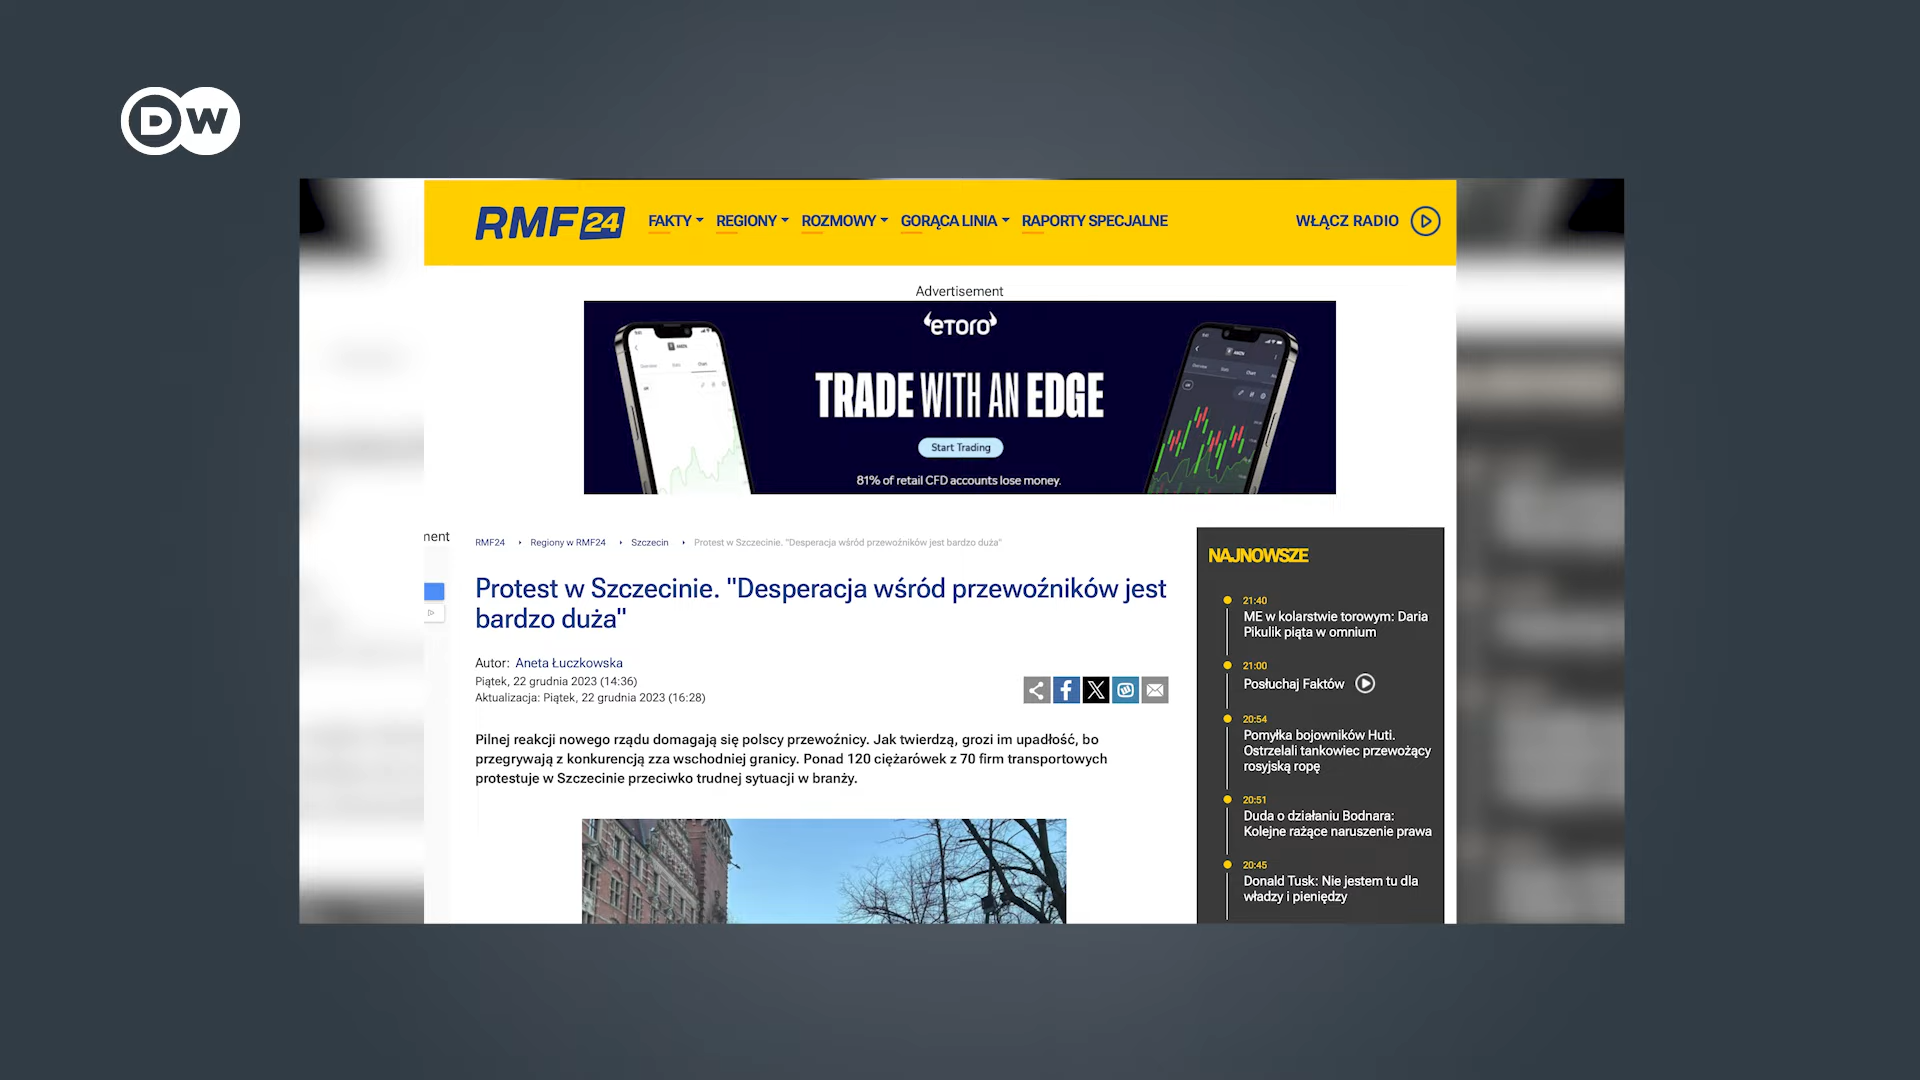 DW
RMF24
FAKTY
REGIONY
ROZMOWY
GORĄCA LINIA
RAPORTY SPECJALNE
WŁĄCZ RADIO
Advertisement
eToro
TRADE WITH AN EDGE
Start Trading
81% of retail CFD accounts lose money.
ment
RMF24
Regiony w RMF24
Szczecin
Protest w Szczecinie. "Desperacja wśród przewoźników jest bardzo duża"
Protest w Szczecinie. "Desperacja wśród przewoźników jest
bardzo duża"
Autor: Aneta Łuczkowska
Piątek, 22 grudnia 2023 (14:36)
Aktualizacja: Piątek, 22 grudnia 2023 (16:28)
Pilnej reakcji nowego rządu domagają się polscy przewoźnicy. Jak twierdzą, grozi im upadłość, bo
przegrywają z konkurencją zza wschodniej granicy. Ponad 120 ciężarówek z 70 firm transportowych
protestuje w Szczecinie przeciwko trudnej sytuacji w branży.
NAJNOWSZE
21:40
ME w kolarstwie torowym: Daria
Pikulik piąta w omnium
21:00
Posłuchaj Faktów
20:54
Pomyłka bojowników Huti.
Ostrzelali tankowiec przewożący
rosyjską ropę
20:51
Duda o działaniu Bodnara:
Kolejne rażące naruszenie prawa
20:45
Donald Tusk: Nie jestem tu dla
władzy i pieniędzy